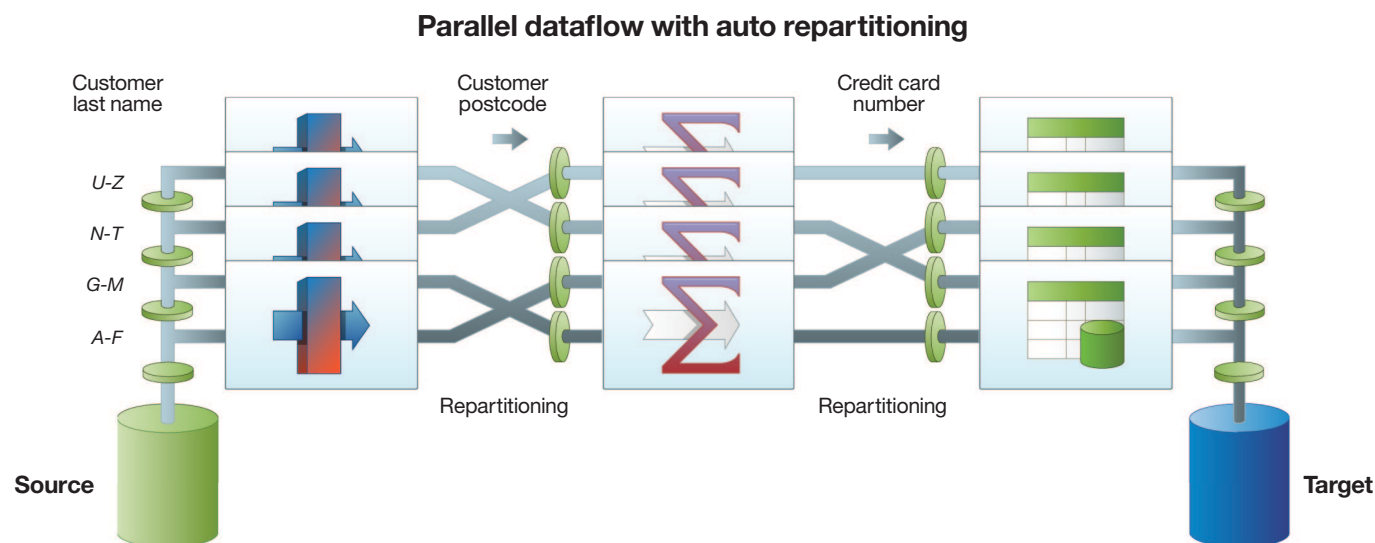 Parallel dataflow with auto repartitioning
Customer
last name
Customer
postcode
Credit card
number
U-Z
N-T
G-M
A-F
Repartitioning
Repartitioning
Source
Target